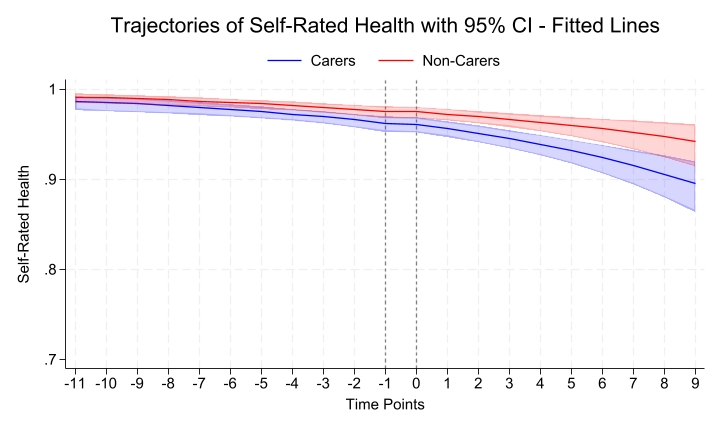 Trajectories of Self-Rated Health with 95% CI - Fitted Lines
Carers Non-Carers
1
.9
.8
.7
Self-Rated Health
-11 -10 -9 -8 -7 -6 -5 -4 -3 -2 -1 0 1 2 3 4 5 6 7 8 9
Time Points